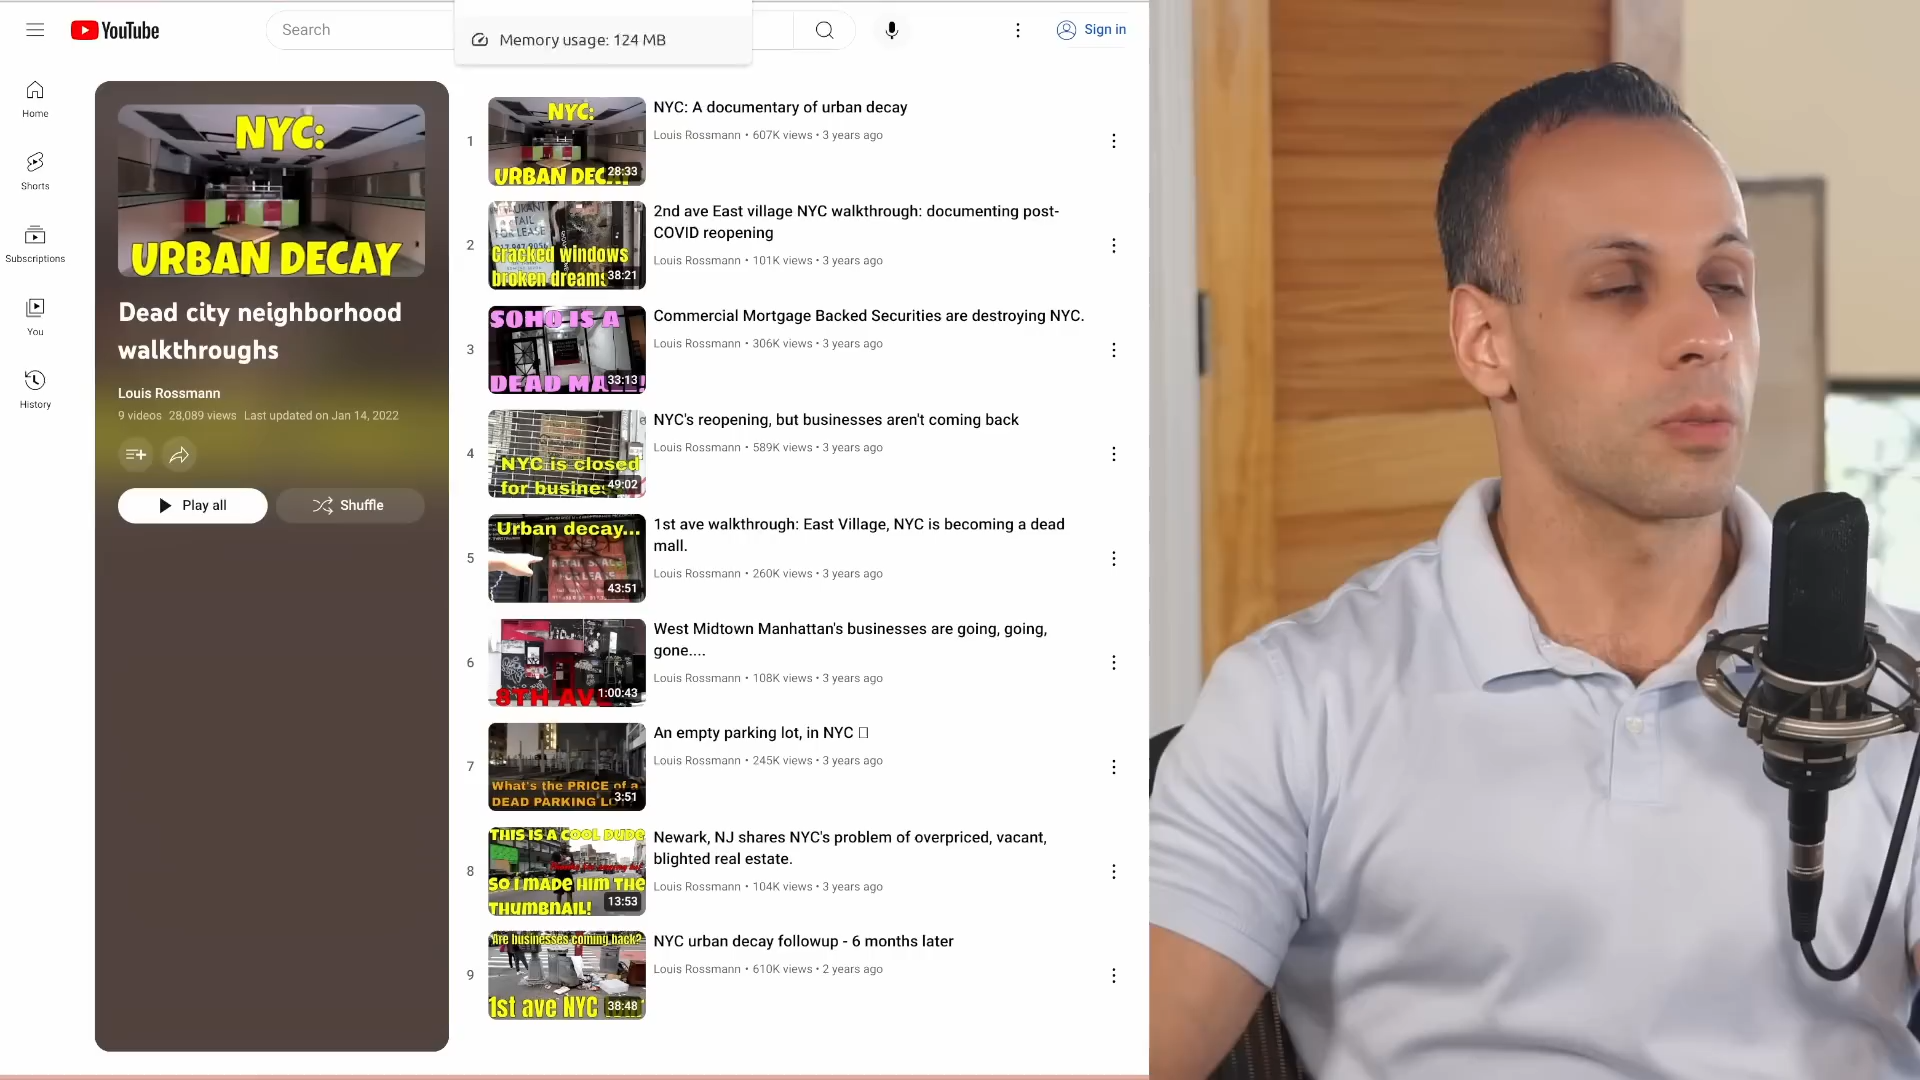 YouTube
Search
Memory usage: 124 MB
Sign in
Home
Shorts
Subscriptions
You
History
NYC:
URBAN DECAY
Dead city neighborhood
walkthroughs
Louis Rossmann
9 videos 28,089 views Last updated on Jan 14, 2022
Play all
Shuffle
1
NYC:
URBAN DEC
28:33
NYC: A documentary of urban decay
Louis Rossmann • 607K views • 3 years ago
2
FOR LEASE
Cracked windows
broken dreams
38:21
2nd ave East village NYC walkthrough: documenting post-
COVID reopening
Louis Rossmann • 101K views • 3 years ago
3
SOHO IS A
DEAD MA
33:13
Commercial Mortgage Backed Securities are destroying NYC.
Louis Rossmann • 306K views • 3 years ago
4
NYC is closed
for busine
49:02
NYC's reopening, but businesses aren't coming back
Louis Rossmann • 589K views • 3 years ago
5
Urban decay...
RETAIL SPACE
FOR LEASE
43:51
1st ave walkthrough: East Village, NYC is becoming a dead
mall.
Louis Rossmann • 260K views • 3 years ago
6
8TH AV
1:00:43
West Midtown Manhattan's businesses are going, going,
gone....
Louis Rossmann • 108K views • 3 years ago
7
What's the PRICE of a
DEAD PARKING LO
3:51
An empty parking lot, in NYC
Louis Rossmann • 245K views • 3 years ago
8
THIS IS A COOL DUDE
SO I MADE HIM THE
THUMBNAIL!
13:53
Newark, NJ shares NYC's problem of overpriced, vacant,
blighted real estate.
Louis Rossmann • 104K views • 3 years ago
9
Are businesses coming back?
1st ave NYC
38:48
NYC urban decay followup - 6 months later
Louis Rossmann • 610K views • 2 years ago